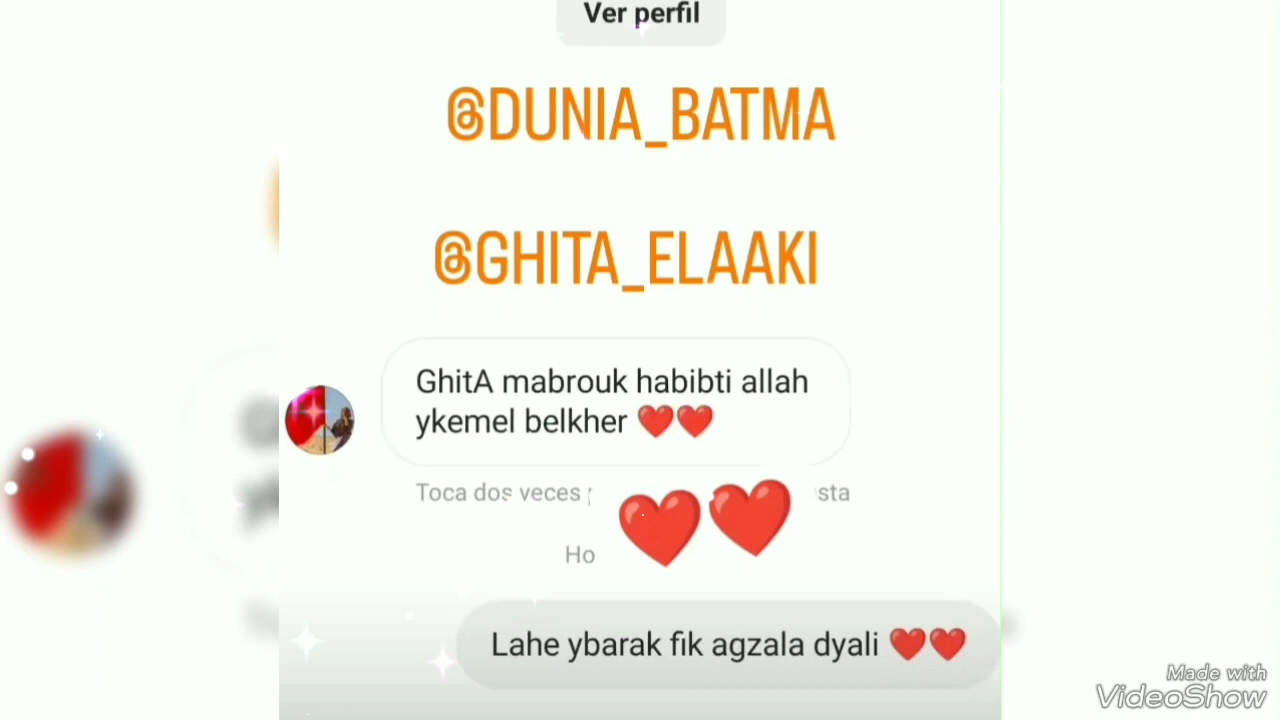 Ver perfil
@DUNIA_BATMA
@GHITA_ELAAKI
GhitA mabrouk habibti allah
ykemel belkher ❤️❤️
Toca dos veces sta
Ho
Lahe ybarak fik agzala dyali ❤️❤️
Made with
VideoShow